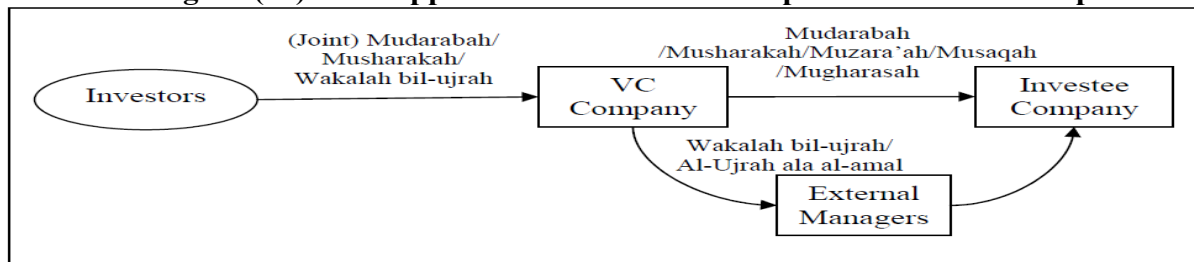 (Joint) Mudarabah/
Musharakah/
Wakalah bil-ujrah
Mudarabah
/Musharakah/Muzara’ah/Musaqah
/Mugharasah
Investors
VC
Company
Investee
Company
Wakalah bil-ujrah/
Al-Ujrah ala al-amal
External
Managers